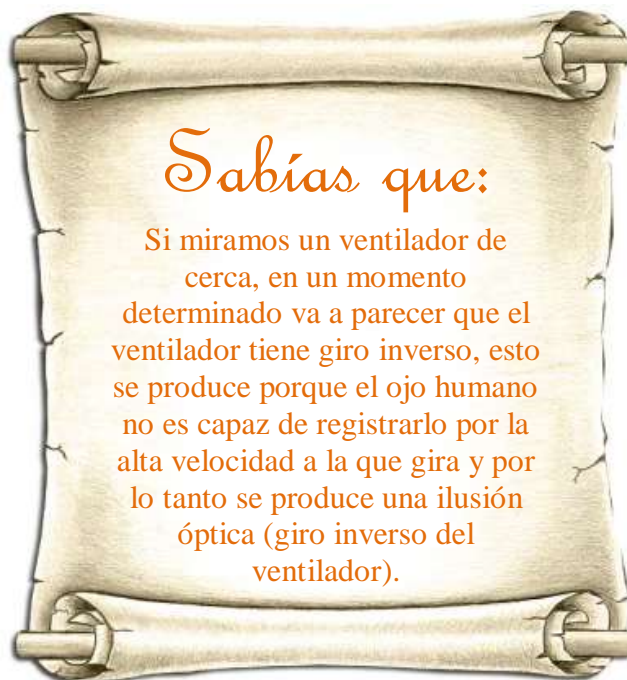 Sabías que:
Si miramos un ventilador de
cerca, en un momento
determinado va a parecer que el
ventilador tiene giro inverso, esto
se produce porque el ojo humano
no es capaz de registrarlo por la
alta velocidad a la que gira y por
lo tanto se produce una ilusión
óptica (giro inverso del
ventilador).